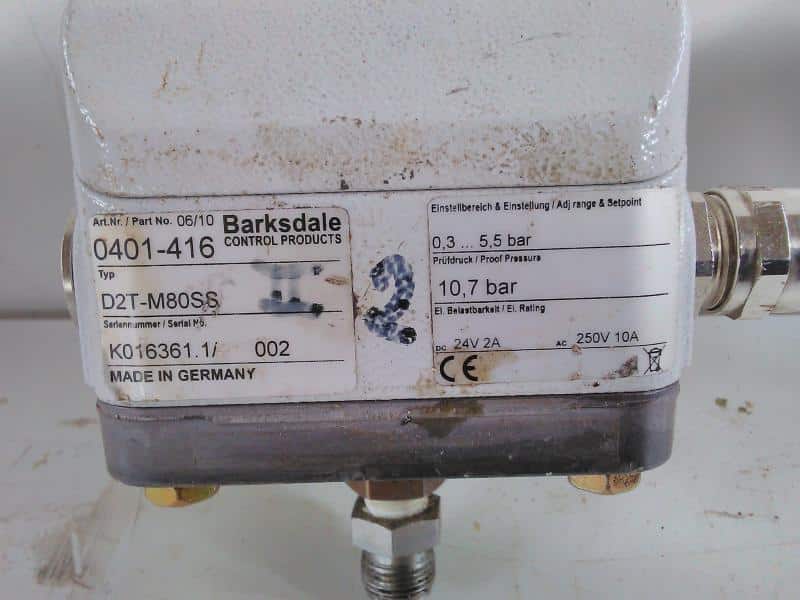 Art.Nr. / Part No. 06/10
Barksdale
CONTROL PRODUCTS
0401-416
Typ
D2T-M80SS
Seriennummer / Serial No.
K016361.1/ 002
MADE IN GERMANY
2
Einstellbereich & Einstellung / Adj range & Setpoint
0,3 ... 5,5 bar
Prüfdruck / Proof Pressure
10,7 bar
El. Belastbarkeit / El. Rating
DC 24V 2A AC 250V 10A
CE